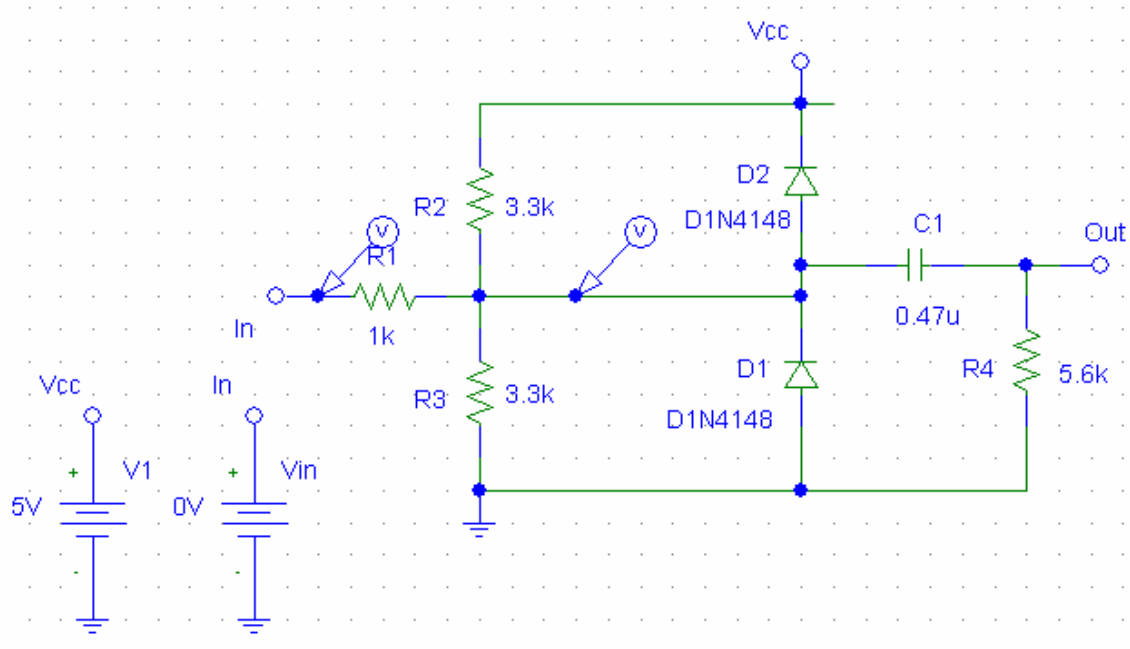 Vcc
D2
R2
3.3k
D1N4148
C1
Out
V
V
R1
In
1k
0.47u
Vcc
In
R3
3.3k
D1
R4
5.6k
D1N4148
+
V1
+
Vin
5V
0V
-
-